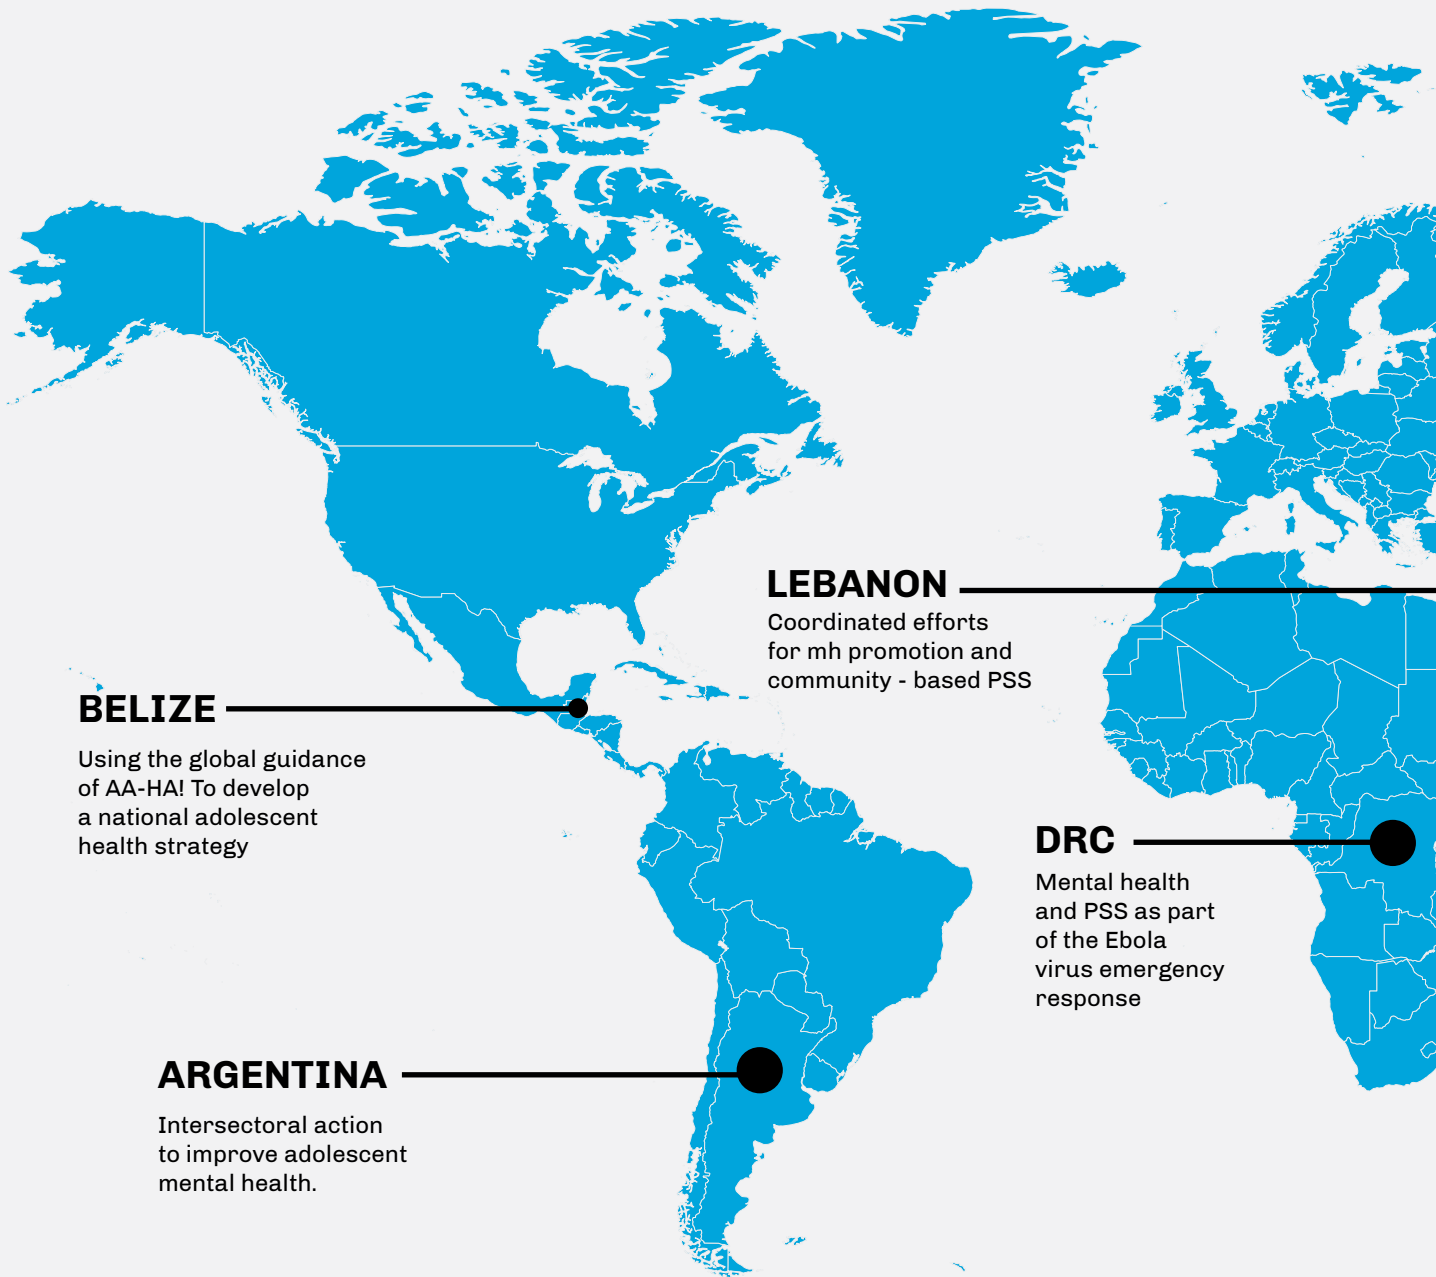 LEBANON
Coordinated efforts
for mh promotion and
community - based PSS
BELIZE
Using the global guidance
of AA-HA! To develop
a national adolescent
health strategy
DRC
Mental health
and PSS as part
of the Ebola
virus emergency
response
ARGENTINA
Intersectoral action
to improve adolescent
mental health.